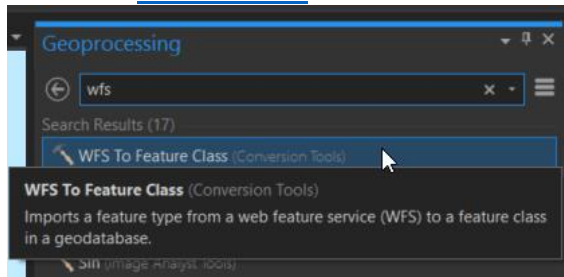 Geoprocessing
wfs
Search Results (17)
WFS To Feature Class (Conversion Tools)
WFS To Feature Class (Conversion Tools)
Imports a feature type from a web feature service (WFS) to a feature class
in a geodatabase.
Sin (Image Analyst Tools)